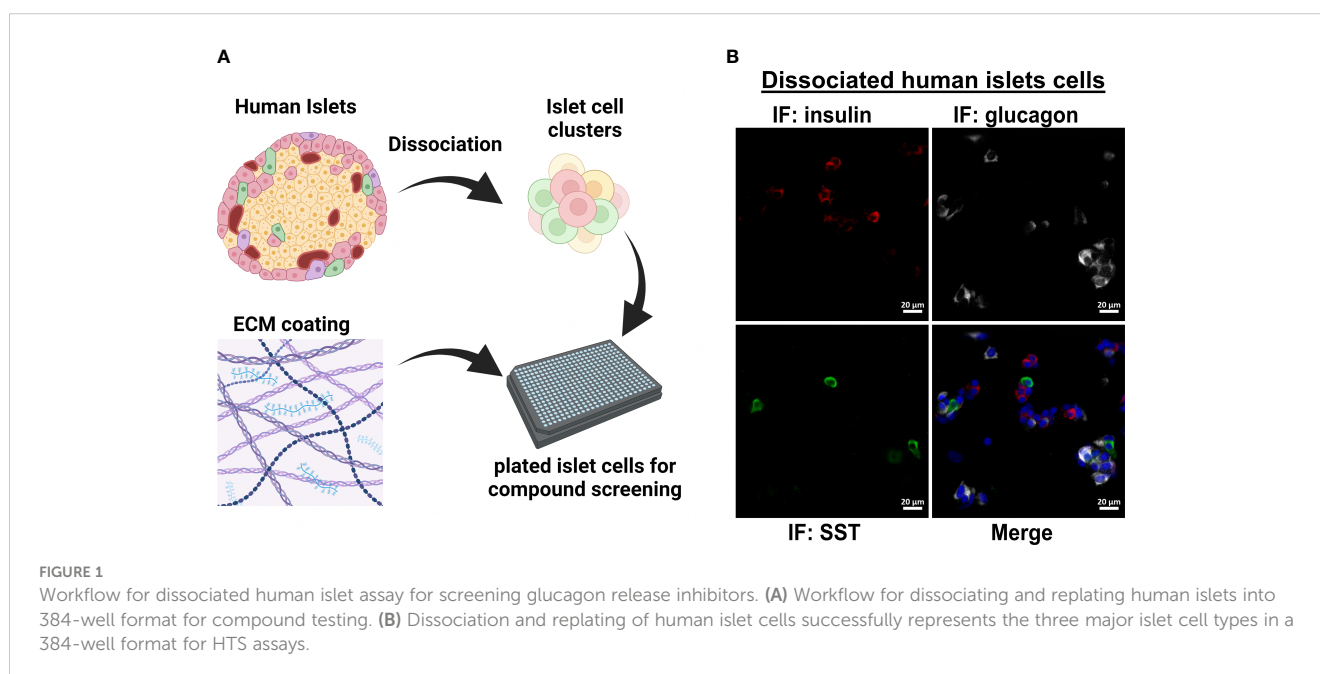 A
Human Islets
Dissociation
Islet cell
clusters
ECM coating
plated islet cells for
compound screening
B
Dissociated human islets cells
IF: insulin
IF: glucagon
20 µm
20 µm
20 µm
20 µm
IF: SST
Merge
FIGURE 1
Workflow for dissociated human islet assay for screening glucagon release inhibitors. (A) Workflow for dissociating and replating human islets into
384-well format for compound testing. (B) Dissociation and replating of human islet cells successfully represents the three major islet cell types in a
384-well format for HTS assays.